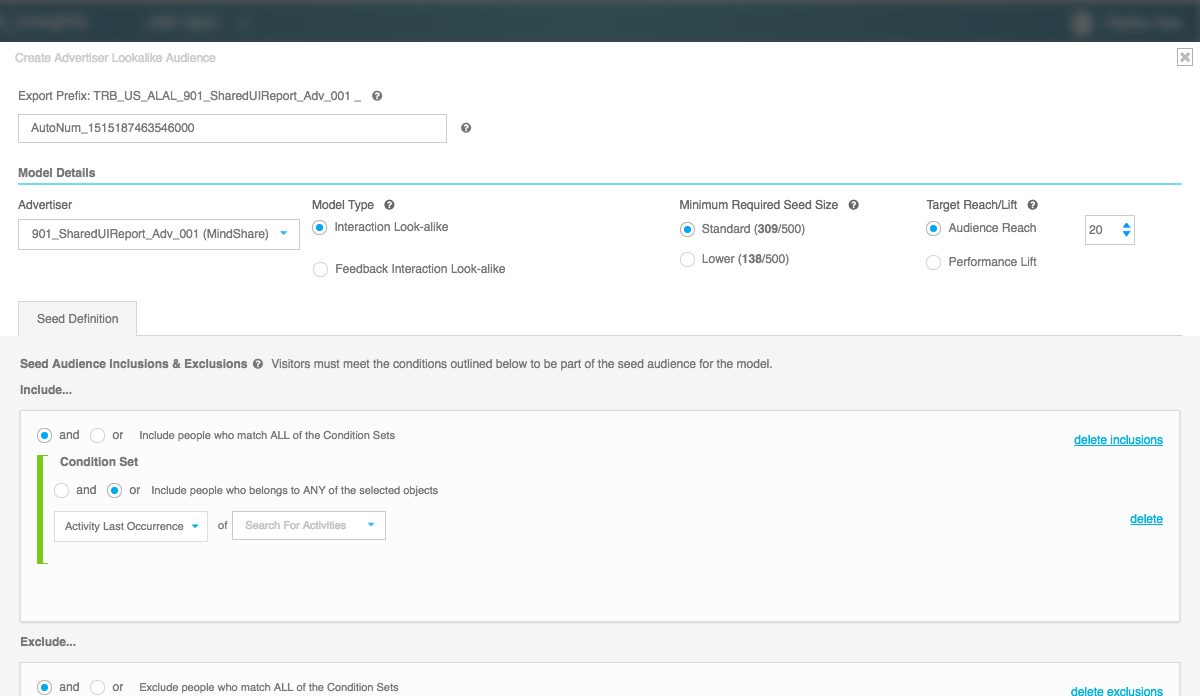 Create Advertiser Lookalike Audience
Export Prefix: TRB_US_ALAL_901_SharedUIReport_Adv_001 _
AutoNum_1515187463546000
Model Details
Advertiser
901_SharedUIReport_Adv_001 (MindShare)
Model Type
Interaction Look-alike
Feedback Interaction Look-alike
Minimum Required Seed Size
Standard (309/500)
Lower (138/500)
Target Reach/Lift
Audience Reach
20
Performance Lift
Seed Definition
Seed Audience Inclusions & Exclusions Visitors must meet the conditions outlined below to be part of the seed audience for the model.
Include...
and or Include people who match ALL of the Condition Sets
delete inclusions
Condition Set
and or Include people who belongs to ANY of the selected objects
Activity Last Occurrence of Search For Activities
delete
Exclude...
and or Exclude people who match ALL of the Condition Sets
delete exclusions